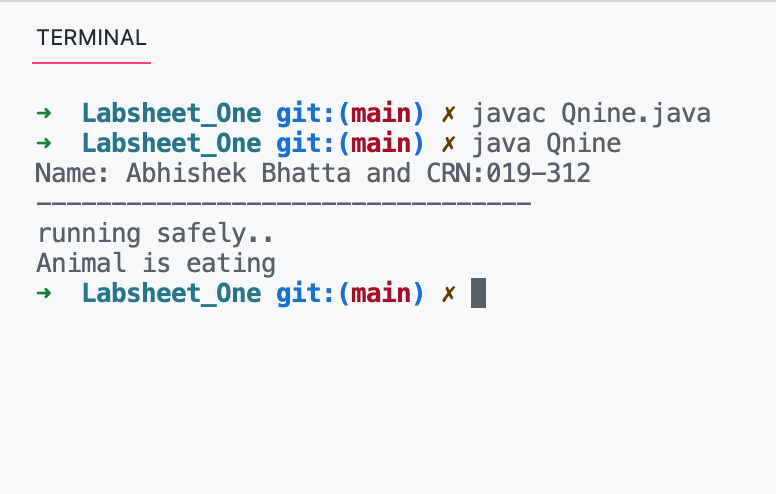 TERMINAL
➜  Labsheet_One git:(main) ✗ javac Qnine.java
➜  Labsheet_One git:(main) ✗ java Qnine
Name: Abhishek Bhatta and CRN:019-312
---------------------------------
running safely..
Animal is eating
➜  Labsheet_One git:(main) ✗